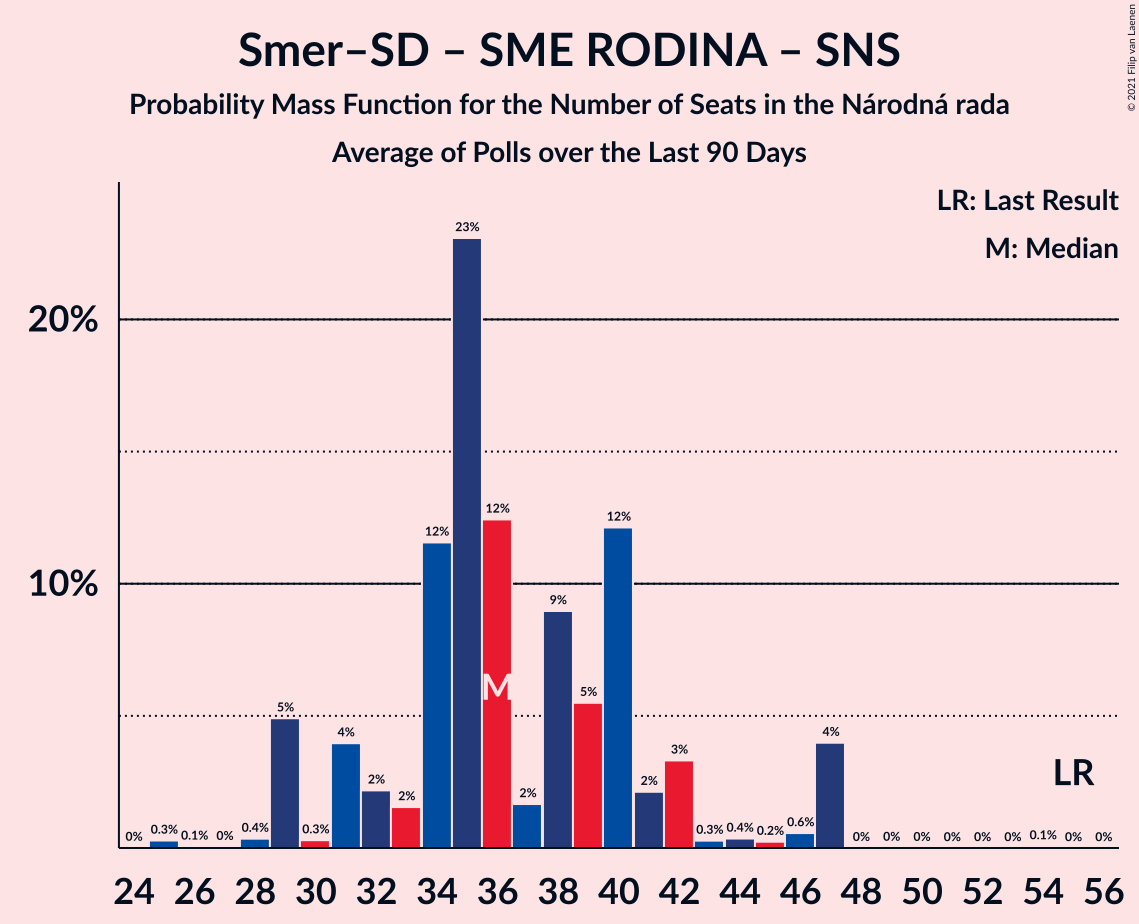 Smer–SD – SME RODINA – SNS
Probability Mass Function for the Number of Seats in the Národná rada
Average of Polls over the Last 90 Days
© 2021 Filip van Laenen
LR: Last Result
M: Median
20%
10%
0% 0.3% 0.1% 0% 0.4% 5% 0.3% 4% 2% 2% 12% 23% 12% 2% 9% 5% 12% 2% 3% 0.3% 0.4% 0.2% 0.6% 4% 0% 0% 0% 0% 0% 0% 0.1% 0% 0%
M
LR
24 26 28 30 32 34 36 38 40 42 44 46 48 50 52 54 56